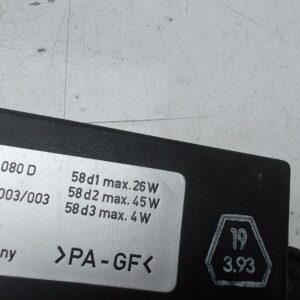 080 D
003/003
ny
58d1 max. 26 W
58d2 max. 45 W
58d3 max. 4 W
>PA-GF<
19
3.93